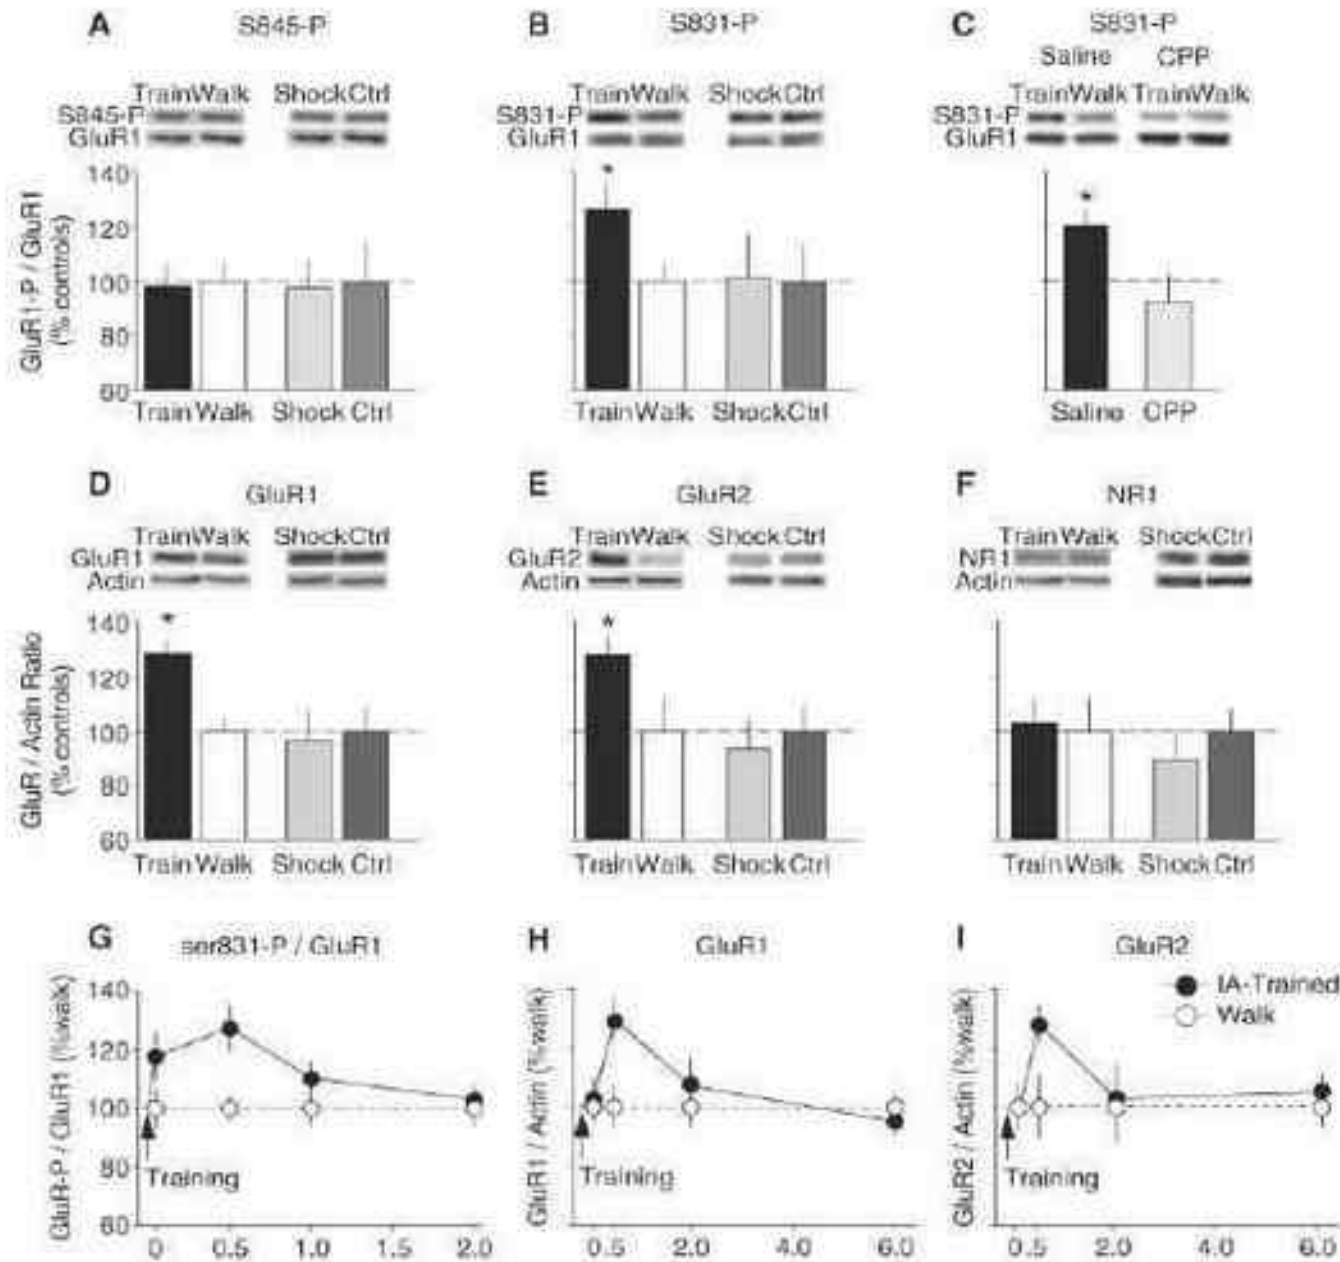 A S845-P
B S831-P
C S831-P
Saline CPP
Train Walk Shock Ctrl
S845-P
GluR1
Train Walk Shock Ctrl
S831-P
GluR1
Train Walk Train Walk
S831-P
GluR1
GluR1-P / GluR1
(% controls)
140
120
100
80
60
*
*
Train Walk Shock Ctrl
Train Walk Shock Ctrl
Saline CPP
D GluR1
E GluR2
F NR1
Train Walk Shock Ctrl
GluR1
Actin
Train Walk Shock Ctrl
GluR2
Actin
Train Walk Shock Ctrl
NR1
Actin
GluR / Actin Ratio
(% controls)
140
120
100
80
60
*
*
Train Walk Shock Ctrl
Train Walk Shock Ctrl
Train Walk Shock Ctrl
G ser831-P / GluR1
H GluR1
I GluR2
GluR-P / GluR1 (%walk)
140
120
100
80
60
Training
0 0.5 1.0 1.5 2.0
GluR1 / Actin (%walk)
Training
0.5 2.0 4.0 6.0
GluR2 / Actin (%walk)
IA-Trained
Walk
Training
0.5 2.0 4.0 6.0